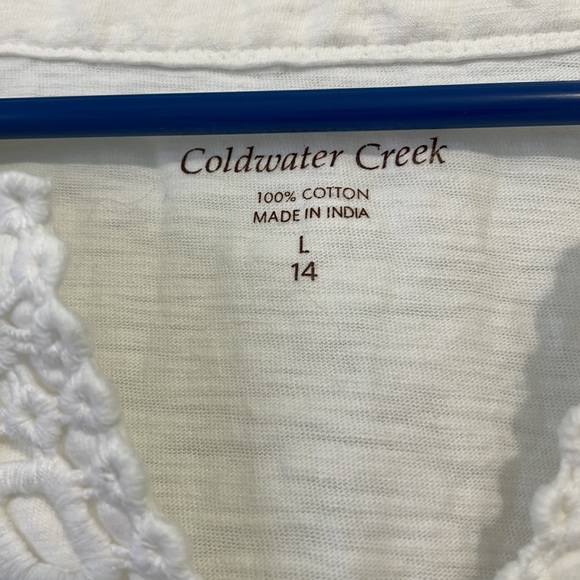 Coldwater Creek
100% COTTON
MADE IN INDIA
L
14